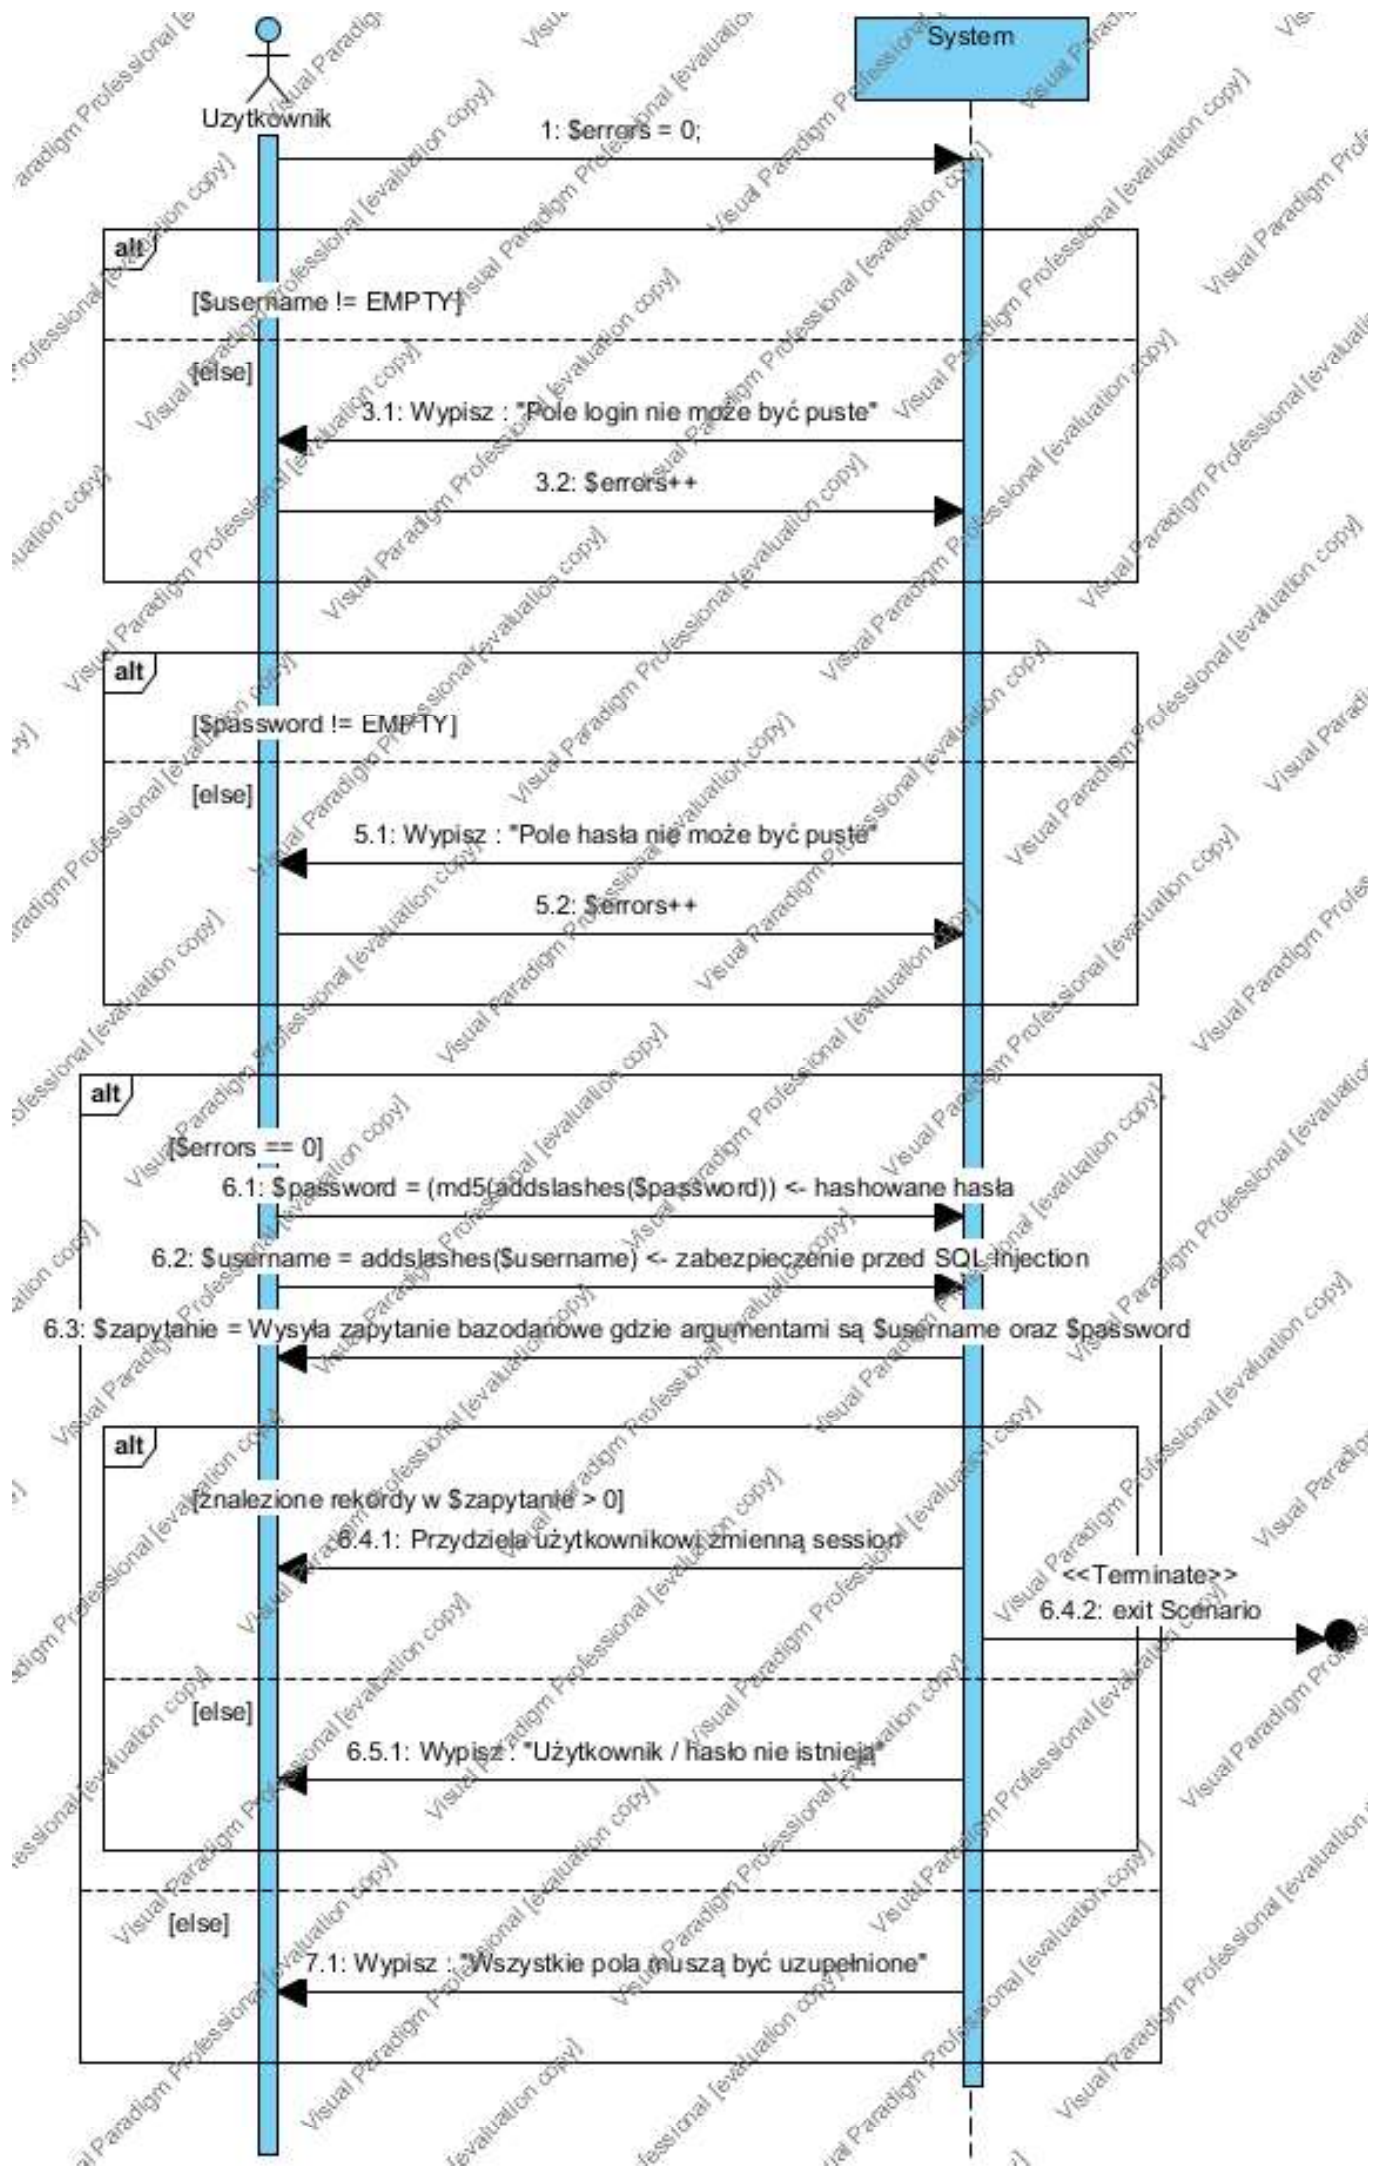 System
Uzytkownik
1: $errors = 0;
alt
[$username != EMPTY]
[else]
3.1: Wypisz : "Pole login nie może być puste"
3.2: $errors++
alt
[$password != EMPTY]
[else]
5.1: Wypisz : "Pole hasła nie może być puste"
5.2: $errors++
alt
[$errors == 0]
6.1: $password = (md5(addslashes($password)) <- hashowane hasła
6.2: $username = addslashes($username) <- zabezpieczenie przed SQL Injection
6.3: $zapytanie = Wysyła zapytanie bazodanowe gdzie argumentami są $username oraz $password
alt
[znalezione rekordy w $zapytanie > 0]
6.4.1: Przydziela użytkownikowi zmienną session
<<Terminate>>
6.4.2: exit Scenario
[else]
6.5.1: Wypisz : "Użytkownik / hasło nie istnieją"
[else]
7.1: Wypisz : "Wszystkie pola muszą być uzupełnione"
Visual Paradigm Professional [evaluation copy]